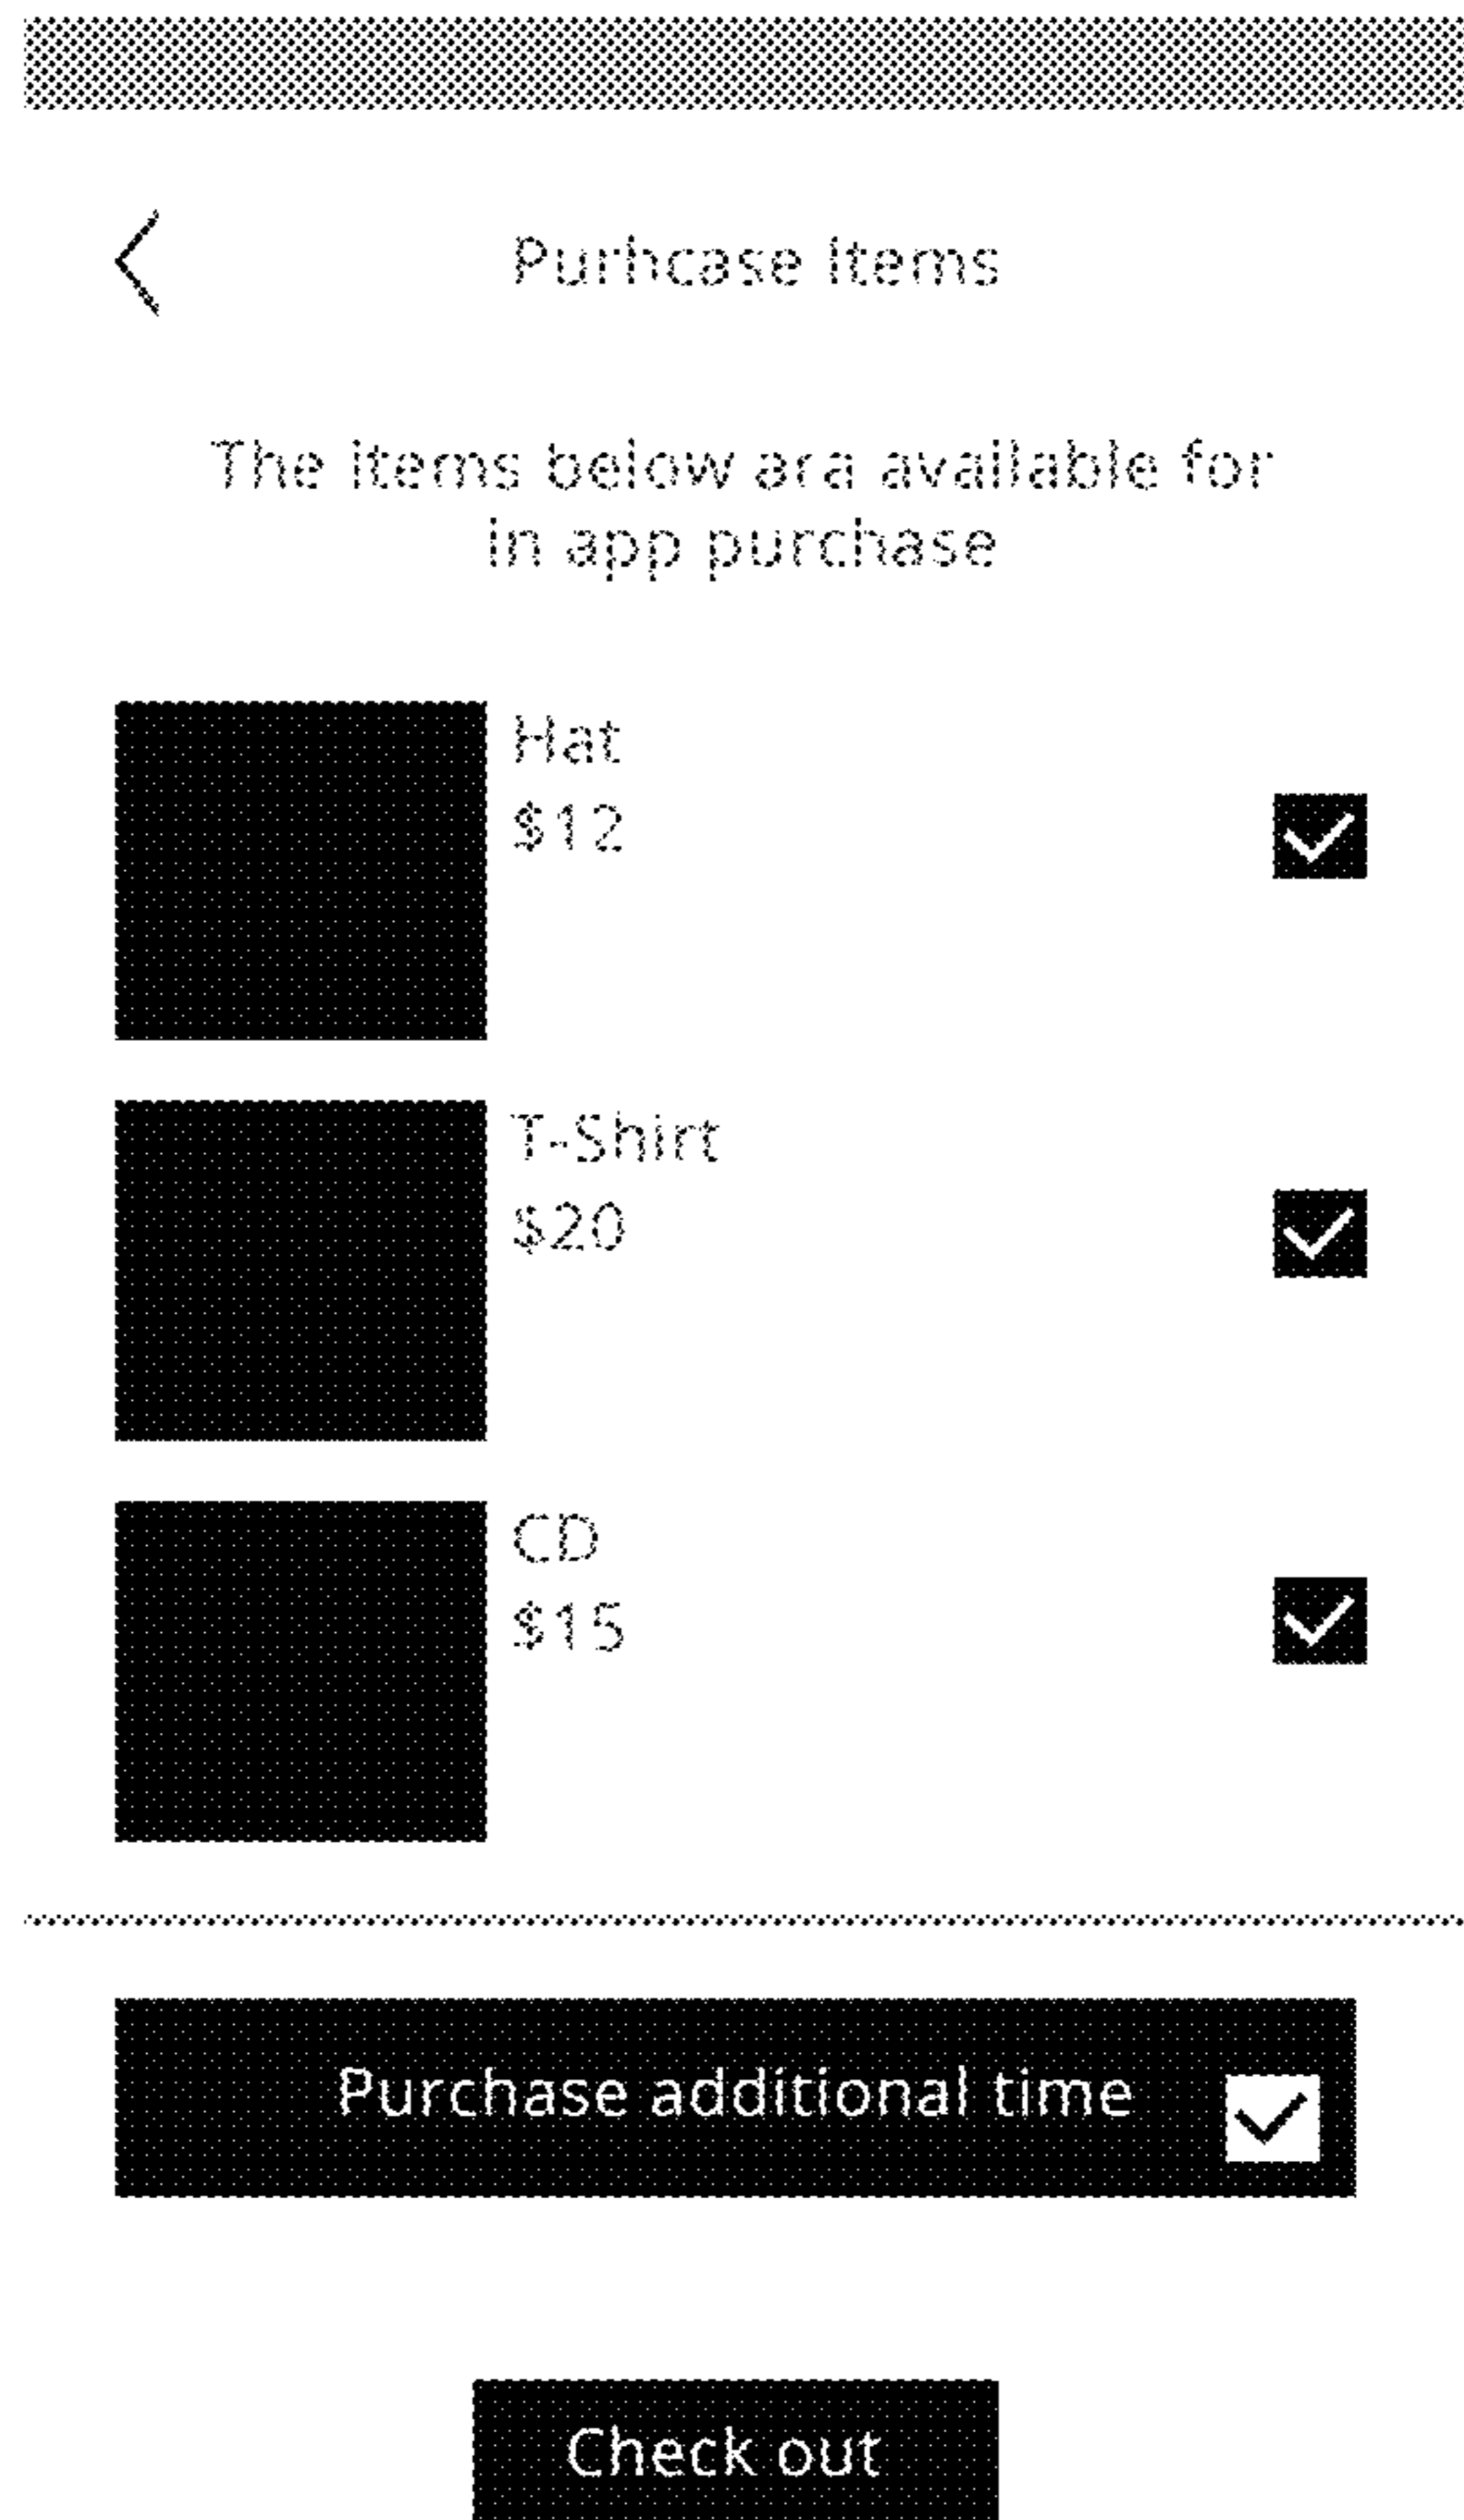 Purhcase Items
The items below ara available for
in app purchase
Hat
$12
T-Shirt
$20
CD
$15
Purchase additional time
Check out